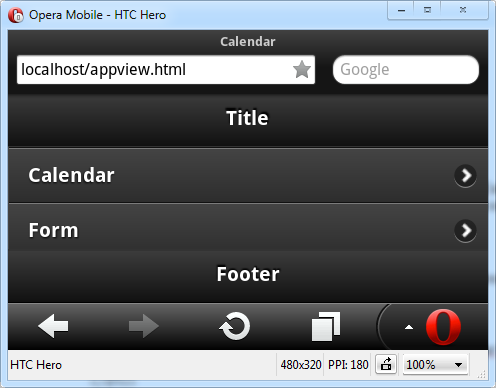 Opera Mobile - HTC Hero
Calendar
localhost/appview.html
Google
Title
Calendar
Form
Footer
HTC Hero
480x320
PPI: 180
100%